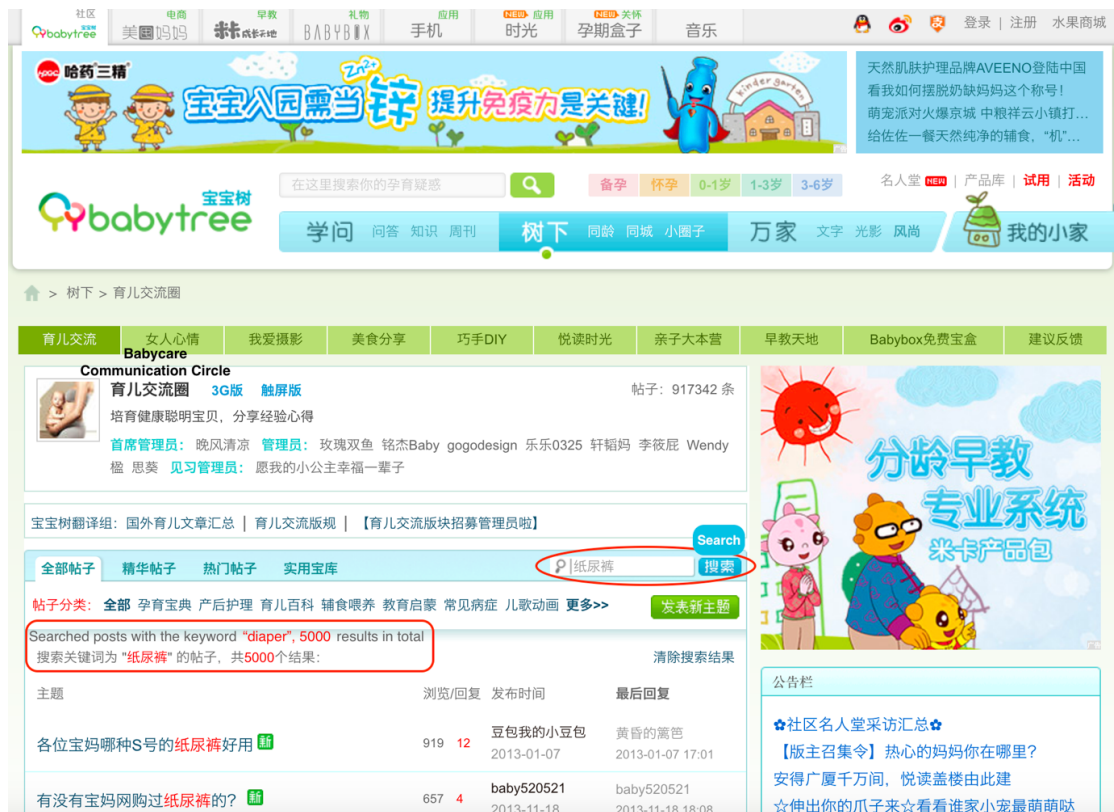 社区
babytree 宝宝树
电商
美国妈妈
早教
米卡成长天地
礼物
BABYBOX
应用
手机
NEW 应用
时光
NEW 关怀
孕期盒子
音乐
登录 | 注册 水果商城
哈药三精
宝宝入园需当锌 Zn2+ 提升免疫力是关键!
kinder garten
天然肌肤护理品牌AVEENO登陆中国
看我如何摆脱奶缺妈妈这个称号!
萌宠派对火爆京城 中粮祥云小镇打…
给佐佐一餐天然纯净的辅食,“机”…
babytree 宝宝树
在这里搜索你的孕育疑惑
备孕 怀孕 0-1岁 1-3岁 3-6岁
名人堂 NEW | 产品库 | 试用 | 活动
学问 问答 知识 周刊 树下 同龄 同城 小圈子 万家 文字 光影 风尚 我的小家
> 树下 > 育儿交流圈
育儿交流 女人心情 我爱摄影 美食分享 巧手DIY 悦读时光 亲子大本营 早教天地 Babybox免费宝盒 建议反馈
Babycare
Communication Circle
育儿交流圈 3G版 触屏版 帖子: 917342 条
培育健康聪明宝贝,分享经验心得
首席管理员: 晚风清凉 管理员: 玫瑰双鱼 铭杰Baby gogodesign 乐乐0325 轩韬妈 李筱屁 Wendy
楹 思葵 见习管理员: 愿我的小公主幸福一辈子
宝宝树翻译组: 国外育儿文章汇总 | 育儿交流版规 | 【育儿交流版块招募管理员啦】
Search
全部帖子 精华帖子 热门帖子 实用宝库
纸尿裤 搜索
帖子分类: 全部 孕育宝典 产后护理 育儿百科 辅食喂养 教育启蒙 常见病症 儿歌动画 更多>> 发表新主题
Searched posts with the keyword “diaper”, 5000 results in total
搜索关键词为 "纸尿裤" 的帖子,共5000个结果:
清除搜索结果
主题 浏览/回复 发布时间 最后回复
各位宝妈哪种S号的纸尿裤好用 新 919 12 豆包我的小豆包 黄昏的篱笆
2013-01-07 2013-01-07 17:01
有没有宝妈网购过纸尿裤的? 新 657 4 baby520521 baby520521
2013-11-18 2013-11-18 18:08
分龄早教
专业系统
米卡产品包
公告栏
✿社区名人堂采访汇总✿
【版主召集令】热心的妈妈你在哪里?
安得广厦千万间,悦读盖楼由此建
☆伸出你的爪子来☆看看谁家小宠最萌萌哒